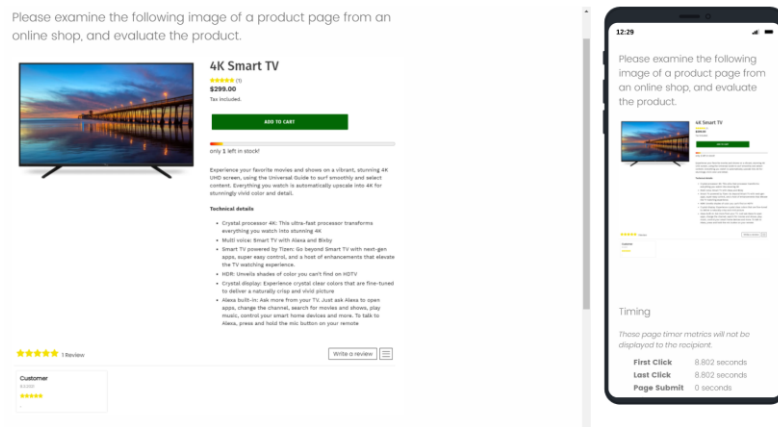 Please examine the following image of a product page from an
online shop, and evaluate the product.
4K Smart TV
(1)
$299.00
Tax included.
ADD TO CART
only 1 left in stock!
Experience your favorite movies and shows on a vibrant, stunning 4K
UHD screen, using the Universal Guide to surf smoothly and select
content. Everything you watch is automatically upscale into 4K for
stunningly vivid color and detail.
Technical details
• Crystal processor 4K: This ultra-fast processor transforms
everything you watch into stunning 4K
• Multi voice: Smart TV with Alexa and Bixby
• Smart TV powered by Tizen: Go beyond Smart TV with next-gen
apps, super easy control, and a host of enhancements that elevate
the TV watching experience.
• HDR: Unveils shades of color you can't find on HDTV
• Crystal display: Experience crystal clear colors that are fine-tuned
to deliver a naturally crisp and vivid picture
• Alexa built-in: Ask more from your TV. Just ask Alexa to open
apps, change the channel, search for movies and shows, play
music, control your smart home devices and more. To talk to
Alexa, press and hold the mic button on your remote
1 Review
Write a review
Customer
12:29
Please examine the following
image of a product page from
an online shop, and evaluate
the product.
4K Smart TV
Timing
These page timer metrics will not be
displayed to the recipient.
First Click 8.802 seconds
Last Click 8.802 seconds
Page Submit 0 seconds